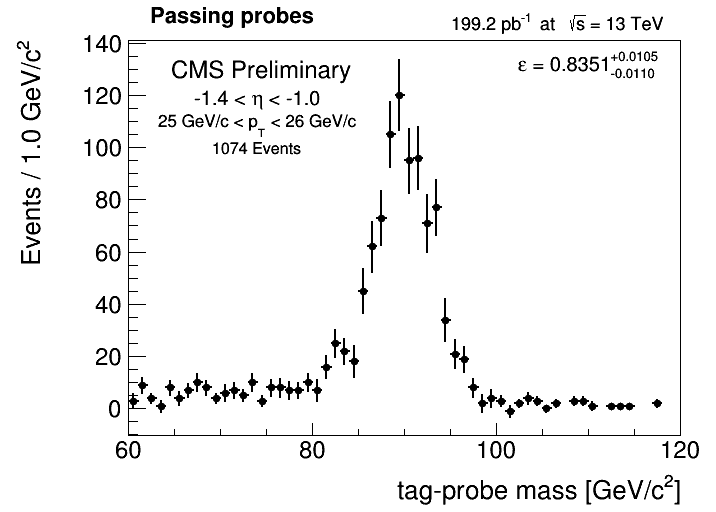 Passing probes
199.2 pb⁻¹ at √s = 13 TeV
CMS Preliminary
-1.4 < η < -1.0
25 GeV/c < p_T < 26 GeV/c
1074 Events
ε = 0.8351 +0.0105 -0.0110
Events / 1.0 GeV/c²
140
120
100
80
60
40
20
0
60 80 100 120
tag-probe mass [GeV/c²]